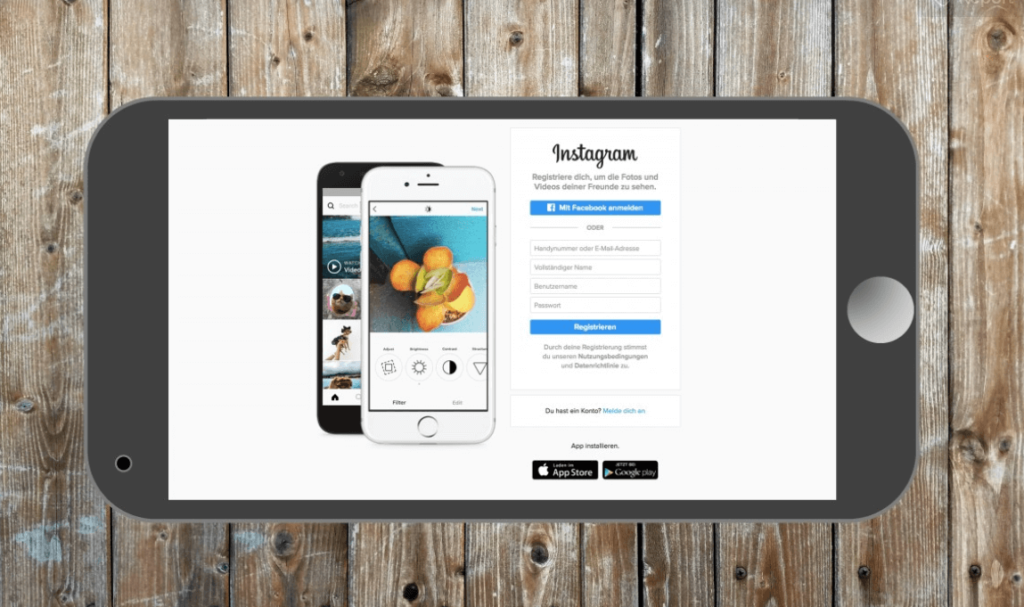 Instagram
Registriere dich, um die Fotos und
Videos deiner Freunde zu sehen.
Mit Facebook anmelden
ODER
Handynummer oder E-Mail-Adresse
Vollständiger Name
Benutzername
Passwort
Registrieren
Durch deine Registrierung stimmst
du unseren Nutzungsbedingungen
und Datenrichtlinie zu.
Du hast ein Konto? Melde dich an
App installieren.
Laden im
App Store
JETZT BEI
Google play
Search
WATCH
Video
Next
Adjust Brightness Contrast Structure
Filter Edit